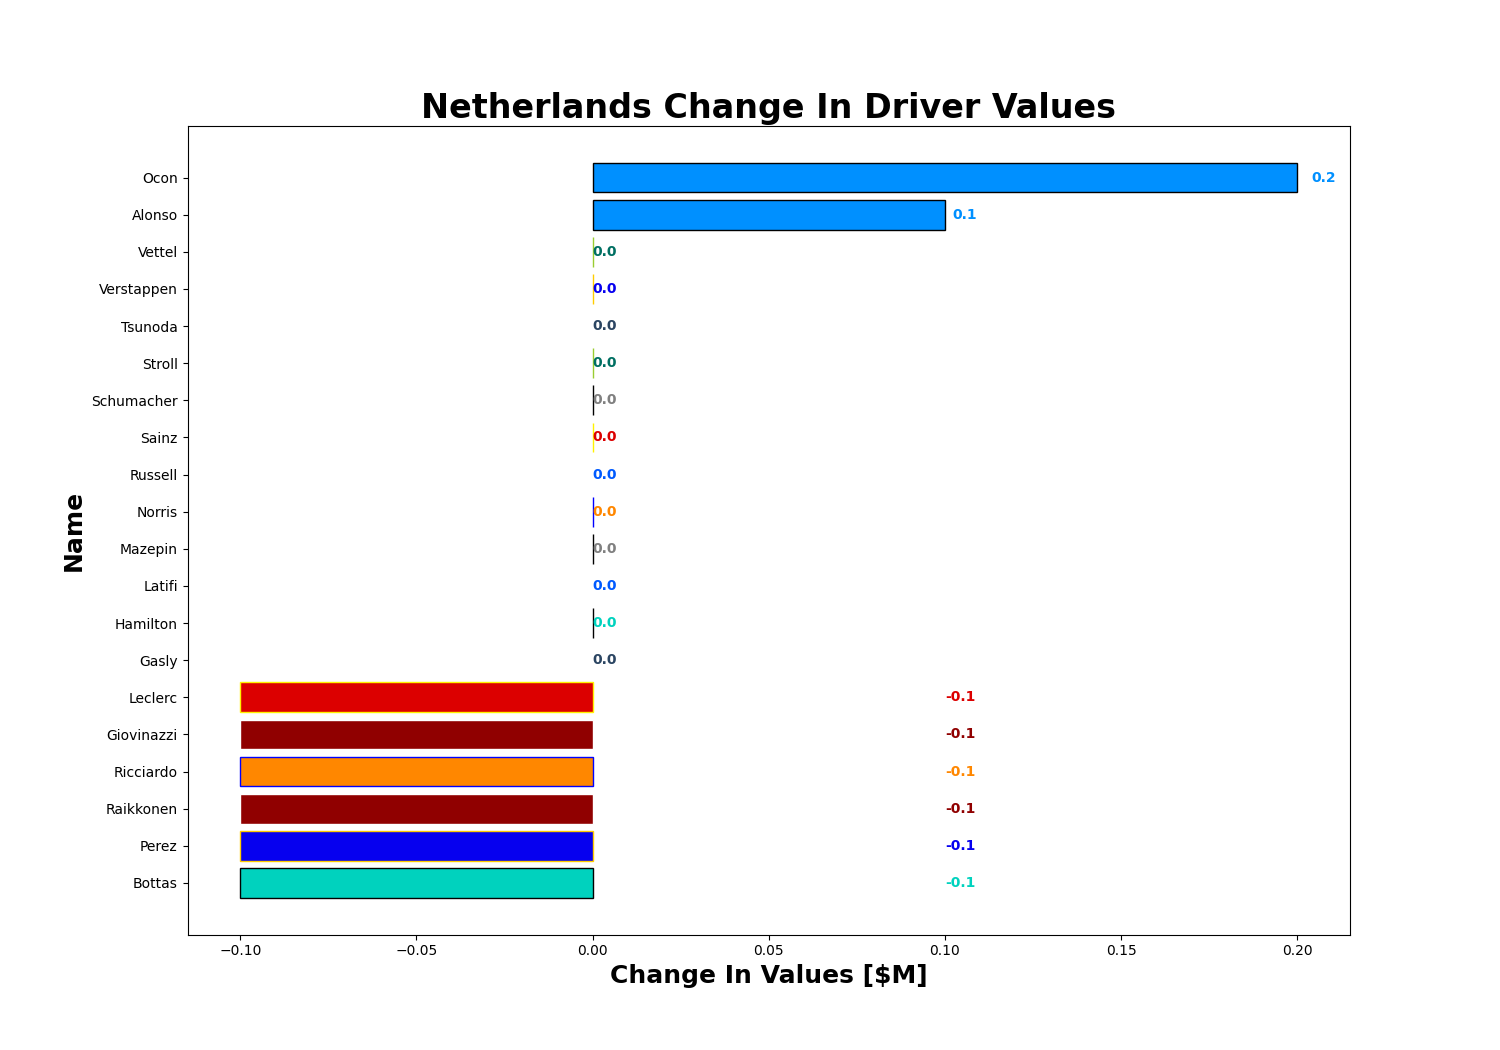 Netherlands Change In Driver Values
Ocon 0.2
Alonso 0.1
Vettel 0.0
Verstappen 0.0
Tsunoda 0.0
Stroll 0.0
Schumacher 0.0
Sainz 0.0
Russell 0.0
Norris 0.0
Mazepin 0.0
Latifi 0.0
Hamilton 0.0
Gasly 0.0
Leclerc -0.1
Giovinazzi -0.1
Ricciardo -0.1
Raikkonen -0.1
Perez -0.1
Bottas -0.1
Name
−0.10 −0.05 0.00 0.05 0.10 0.15 0.20
Change In Values [$M]